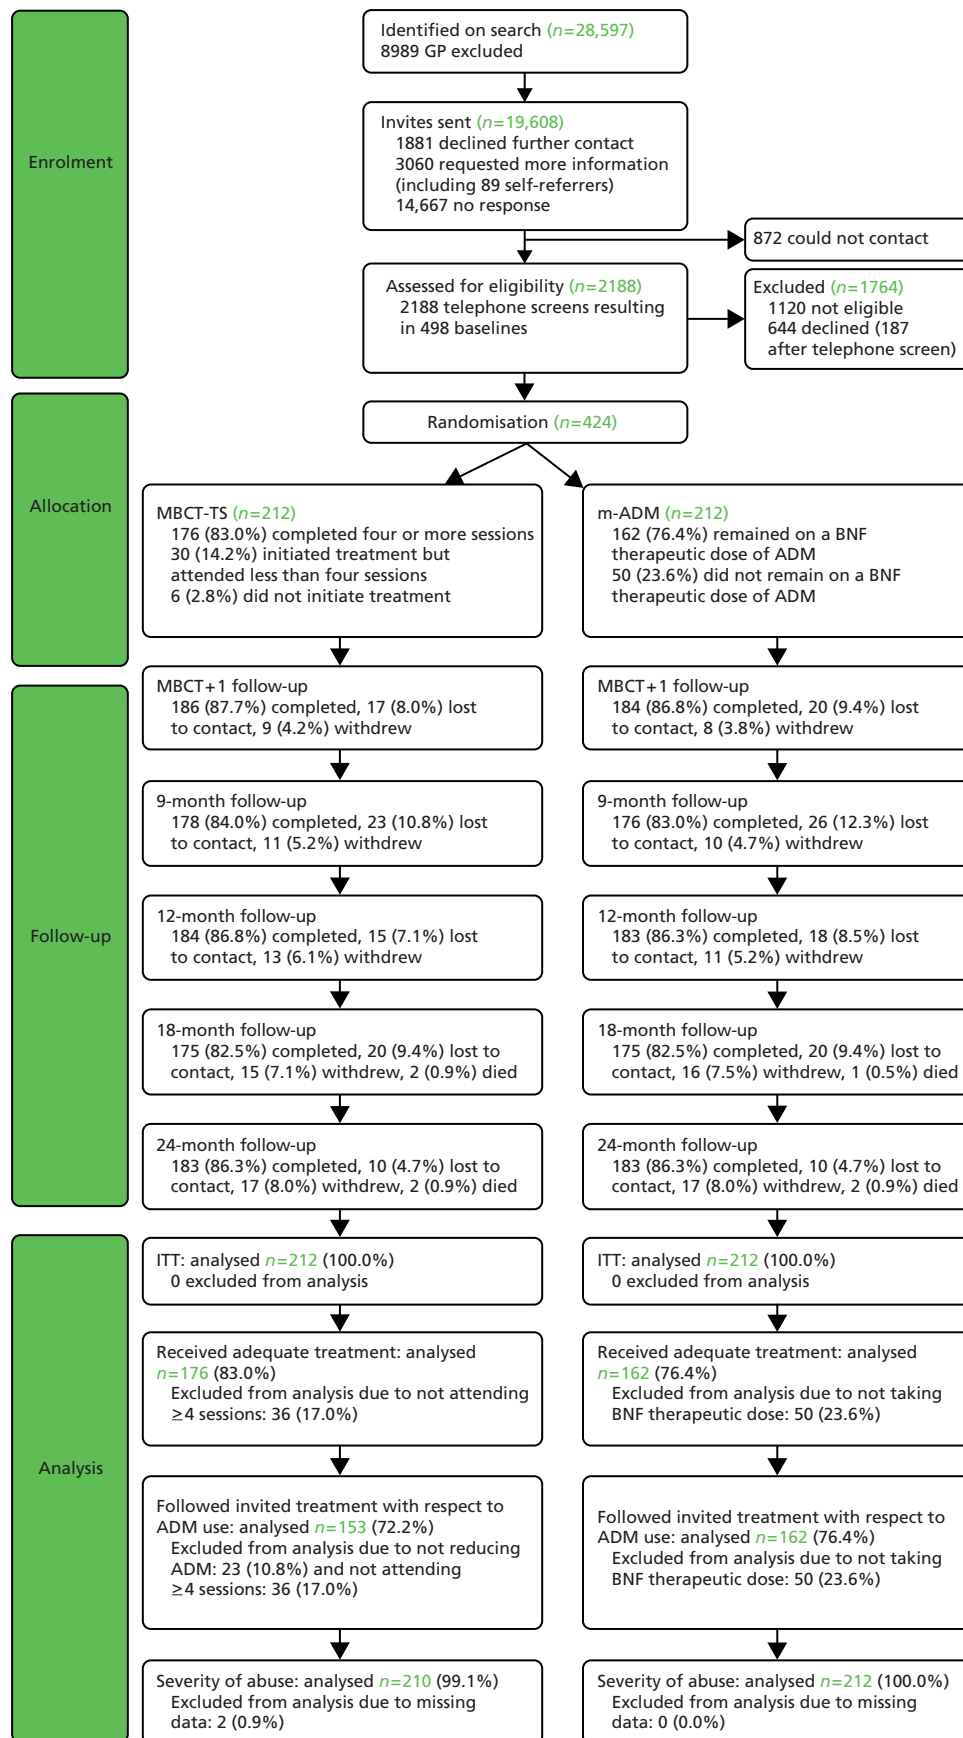 Enrolment
Identified on search (n=28,597)
8989 GP excluded
Invites sent (n=19,608)
1881 declined further contact
3060 requested more information
(including 89 self-referrers)
14,667 no response
872 could not contact
Assessed for eligibility (n=2188)
2188 telephone screens resulting
in 498 baselines
Excluded (n=1764)
1120 not eligible
644 declined (187
after telephone screen)
Allocation
Randomisation (n=424)
MBCT-TS (n=212)
176 (83.0%) completed four or more sessions
30 (14.2%) initiated treatment but
attended less than four sessions
6 (2.8%) did not initiate treatment
m-ADM (n=212)
162 (76.4%) remained on a BNF
therapeutic dose of ADM
50 (23.6%) did not remain on a BNF
therapeutic dose of ADM
Follow-up
MBCT+1 follow-up
186 (87.7%) completed, 17 (8.0%) lost
to contact, 9 (4.2%) withdrew
MBCT+1 follow-up
184 (86.8%) completed, 20 (9.4%) lost
to contact, 8 (3.8%) withdrew
9-month follow-up
178 (84.0%) completed, 23 (10.8%) lost
to contact, 11 (5.2%) withdrew
9-month follow-up
176 (83.0%) completed, 26 (12.3%) lost
to contact, 10 (4.7%) withdrew
12-month follow-up
184 (86.8%) completed, 15 (7.1%) lost
to contact, 13 (6.1%) withdrew
12-month follow-up
183 (86.3%) completed, 18 (8.5%) lost
to contact, 11 (5.2%) withdrew
18-month follow-up
175 (82.5%) completed, 20 (9.4%) lost to
contact, 15 (7.1%) withdrew, 2 (0.9%) died
18-month follow-up
175 (82.5%) completed, 20 (9.4%) lost to
contact, 16 (7.5%) withdrew, 1 (0.5%) died
24-month follow-up
183 (86.3%) completed, 10 (4.7%) lost to
contact, 17 (8.0%) withdrew, 2 (0.9%) died
24-month follow-up
183 (86.3%) completed, 10 (4.7%) lost to
contact, 17 (8.0%) withdrew, 2 (0.9%) died
Analysis
ITT: analysed n=212 (100.0%)
0 excluded from analysis
ITT: analysed n=212 (100.0%)
0 excluded from analysis
Received adequate treatment: analysed
n=176 (83.0%)
Excluded from analysis due to not attending
≥4 sessions: 36 (17.0%)
Received adequate treatment: analysed
n=162 (76.4%)
Excluded from analysis due to not taking
BNF therapeutic dose: 50 (23.6%)
Followed invited treatment with respect to
ADM use: analysed n=153 (72.2%)
Excluded from analysis due to not reducing
ADM: 23 (10.8%) and not attending
≥4 sessions: 36 (17.0%)
Followed invited treatment with respect to
ADM use: analysed n=162 (76.4%)
Excluded from analysis due to not taking
BNF therapeutic dose: 50 (23.6%)
Severity of abuse: analysed n=210 (99.1%)
Excluded from analysis due to missing
data: 2 (0.9%)
Severity of abuse: analysed n=212 (100.0%)
Excluded from analysis due to missing
data: 0 (0.0%)